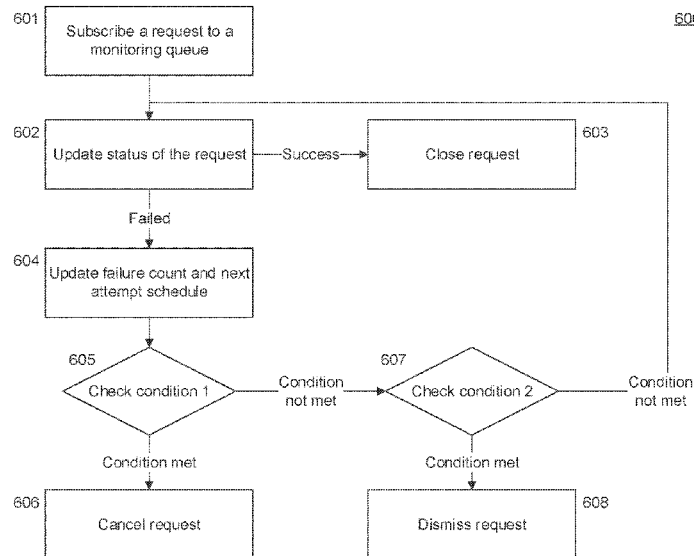 601
Subscribe a request to a
monitoring queue
602
Update status of the request
Success
603
Close request
Failed
604
Update failure count and next
attempt schedule
605
Check condition 1
Condition
not met
607
Check condition 2
Condition
not met
Condition met
Condition met
606
Cancel request
608
Dismiss request